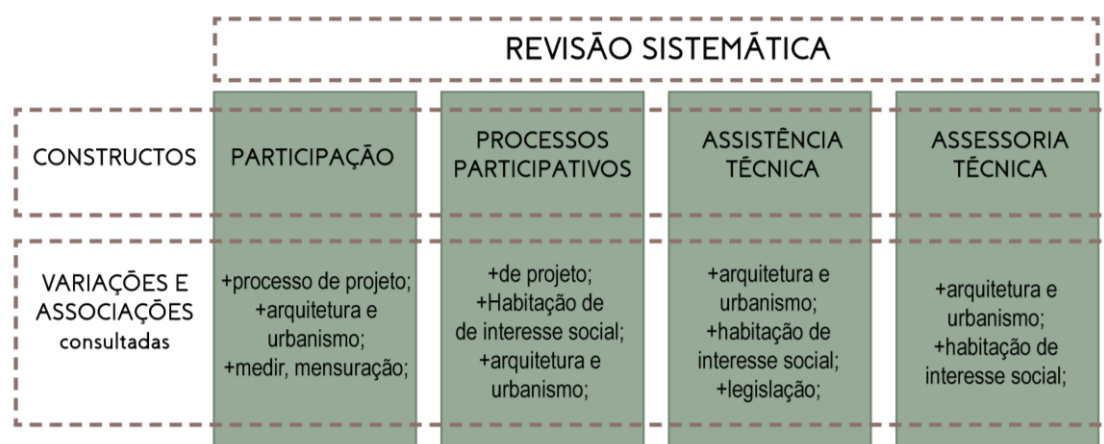 REVISÃO SISTEMÁTICA
CONSTRUCTOS
PARTICIPAÇÃO
PROCESSOS
PARTICIPATIVOS
ASSISTÊNCIA
TÉCNICA
ASSESSORIA
TÉCNICA
VARIAÇÕES E
ASSOCIAÇÕES
consultadas
+processo de projeto;
+arquitetura e
urbanismo;
+medir, mensuração;
+de projeto;
+Habitação de
de interesse social;
+arquitetura e
urbanismo;
+arquitetura e
urbanismo;
+habitação de
interesse social;
+legislação;
+arquitetura e
urbanismo;
+habitação de
interesse social;